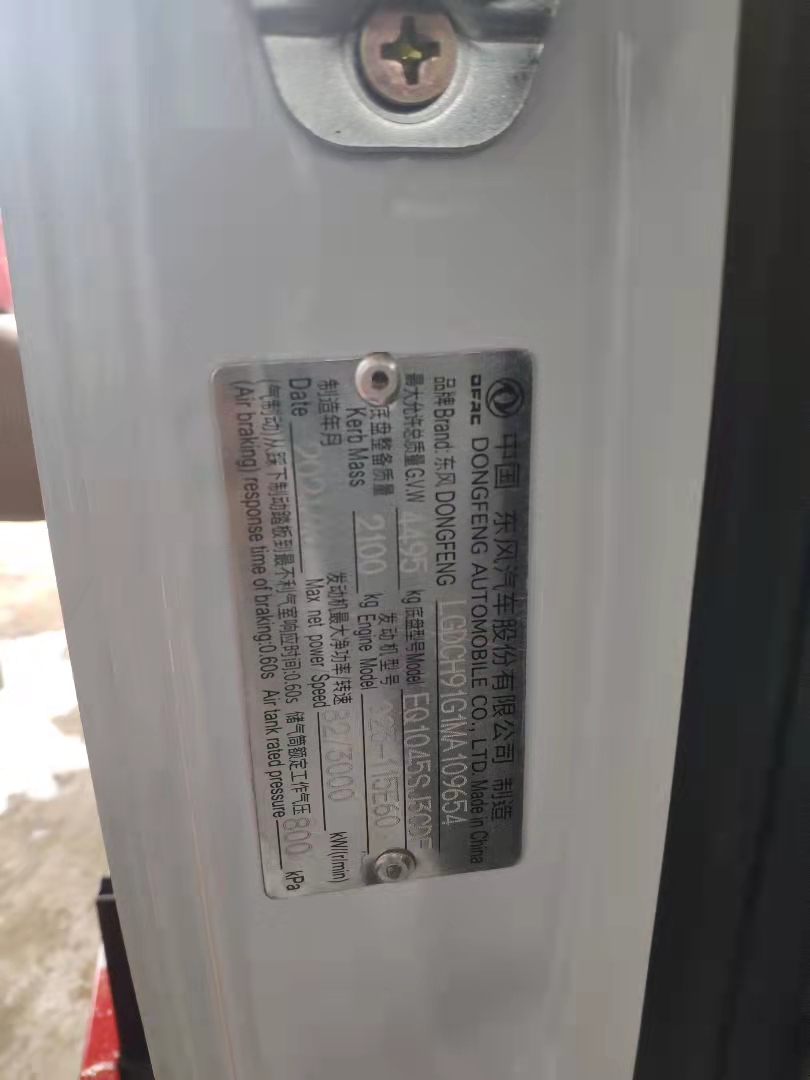 中国 东风汽车股份有限公司 制造
DFAC DONGFENG AUTOMOBILE CO., LTD. Made in China
品牌Brand:东风 DONGFENG LGDCH91G1MA109654
最大允许总质量G.V.W 4495 kg 底盘型号Model EQ1045SJ3CDF
底盘整备质量 发动机型号
Kerb Mass 2100 kg Engine Model
制造年月 发动机最大净功率/转速 82/3000 kW/(r/min)
Date Max net power Speed
(气制动)从踩下制动踏板到最不利气室响应时间:0.60s 储气筒额定工作气压 800 kPa
(Air braking) response time of braking:0.60s Air tank rated pressure